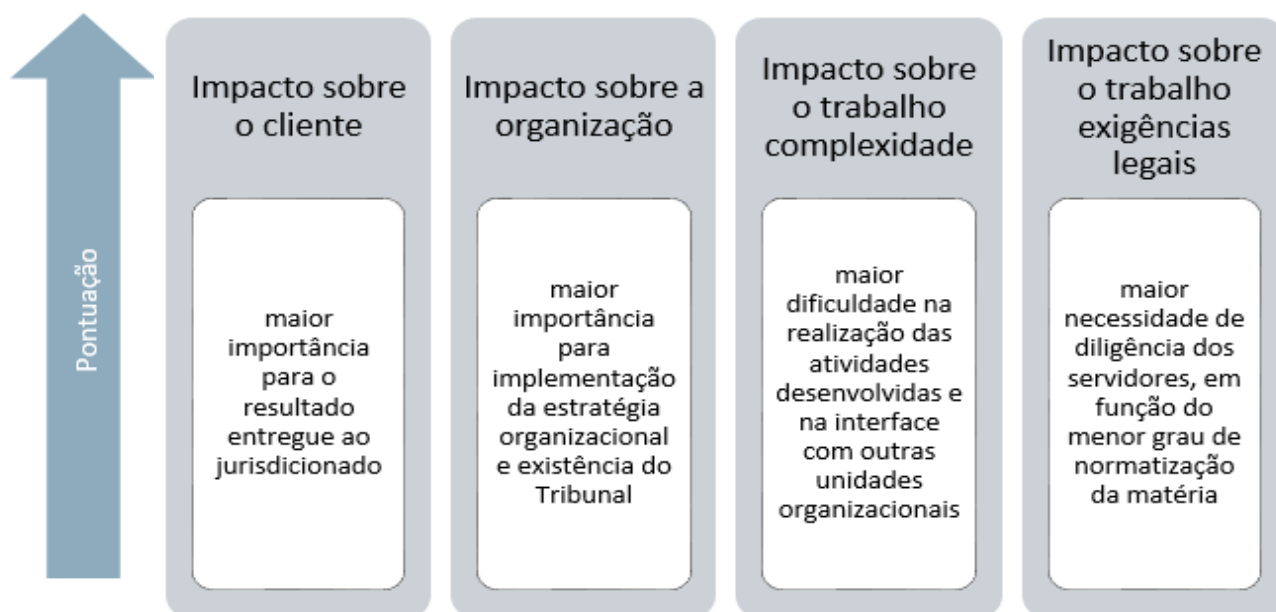 Pontuação
Impacto sobre
o cliente
maior
importância
para o
resultado
entregue ao
jurisdicionado
Impacto sobre a
organização
maior
importância
para
implementação
da estratégia
organizacional
e existência do
Tribunal
Impacto sobre
o trabalho
complexidade
maior
dificuldade na
realização das
atividades
desenvolvidas e
na interface
com outras
unidades
organizacionais
Impacto sobre
o trabalho
exigências
legais
maior
necessidade de
diligência dos
servidores, em
função do
menor grau de
normatização
da matéria